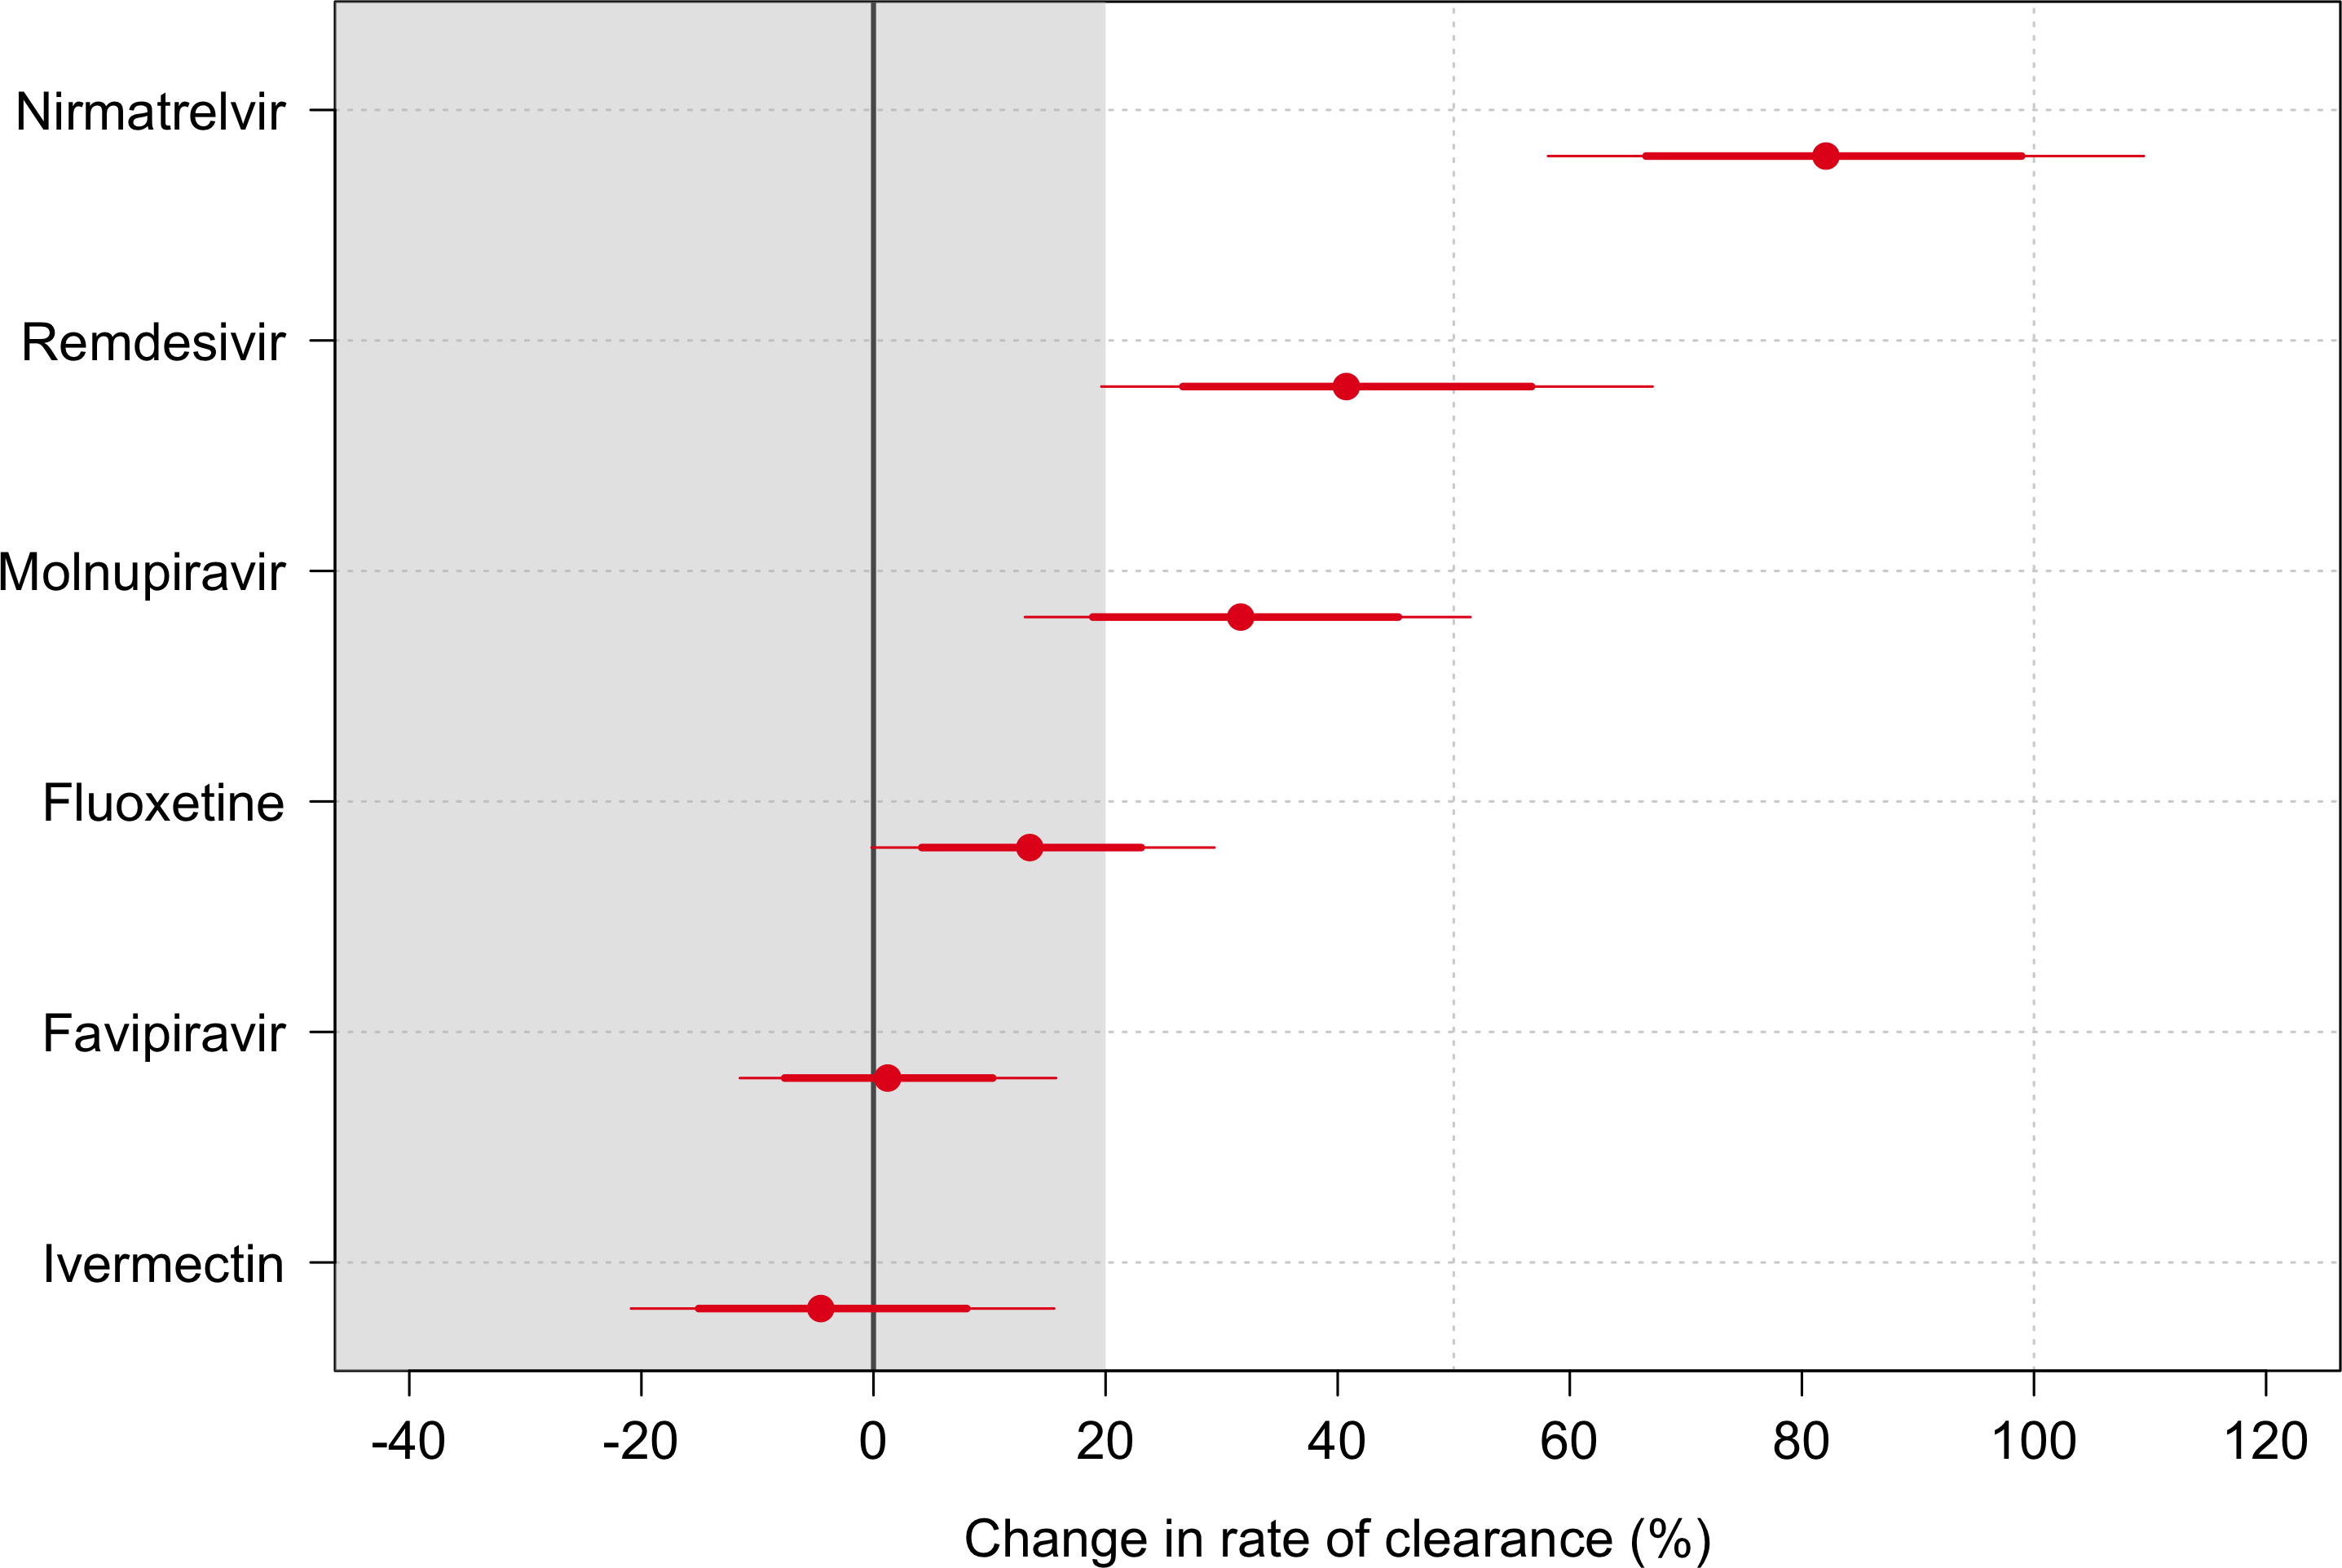 Nirmatrelvir
Remdesivir
Molnupiravir
Fluoxetine
Favipiravir
Ivermectin
-40 -20 0 20 40 60 80 100 120
Change in rate of clearance (%)